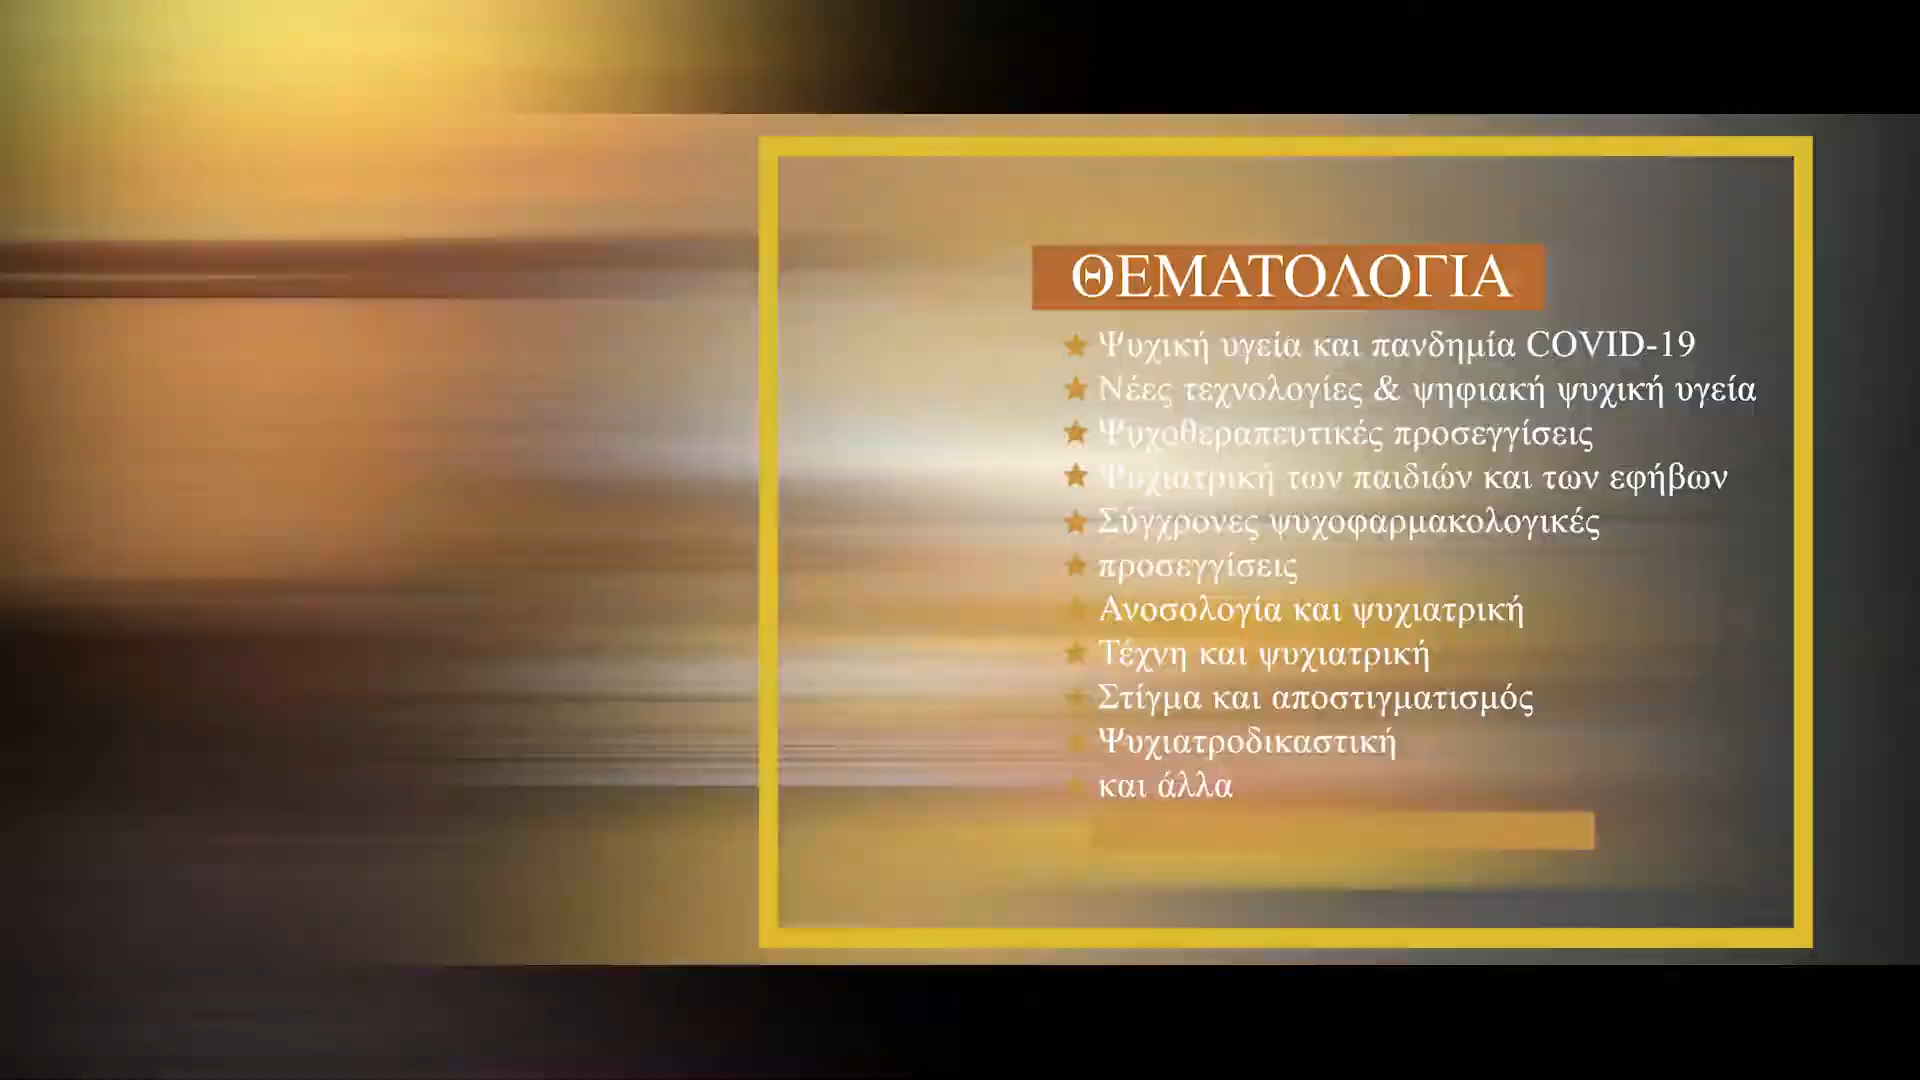 ΘΕΜΑΤΟΛΟΓΙΑ
Ψυχική υγεία και πανδημία COVID-19
Νέες τεχνολογίες & ψηφιακή ψυχική υγεία
Ψυχοθεραπευτικές προσεγγίσεις
Ψυχιατρική των παιδιών και των εφήβων
Σύγχρονες ψυχοφαρμακολογικές
προσεγγίσεις
Ανοσολογία και ψυχιατρική
Τέχνη και ψυχιατρική
Στίγμα και αποστιγματισμός
Ψυχιατροδικαστική
και άλλα